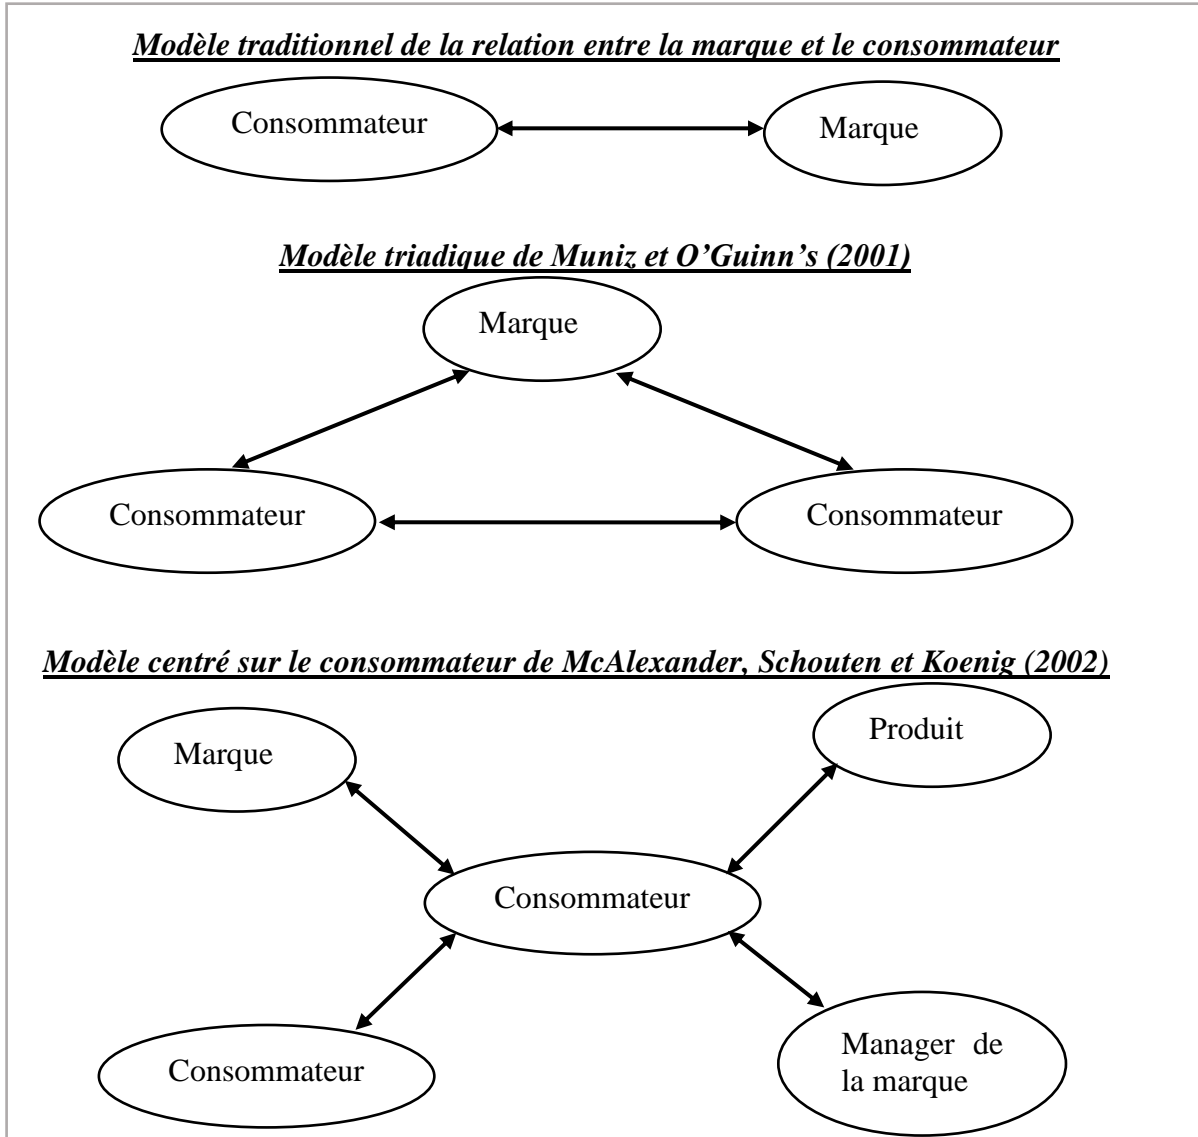 Modèle traditionnel de la relation entre la marque et le consommateur
Consommateur
Marque
Modèle triadique de Muniz et O’Guinn’s (2001)
Marque
Consommateur
Consommateur
Modèle centré sur le consommateur de McAlexander, Schouten et Koenig (2002)
Marque
Produit
Consommateur
Consommateur
Manager de
la marque